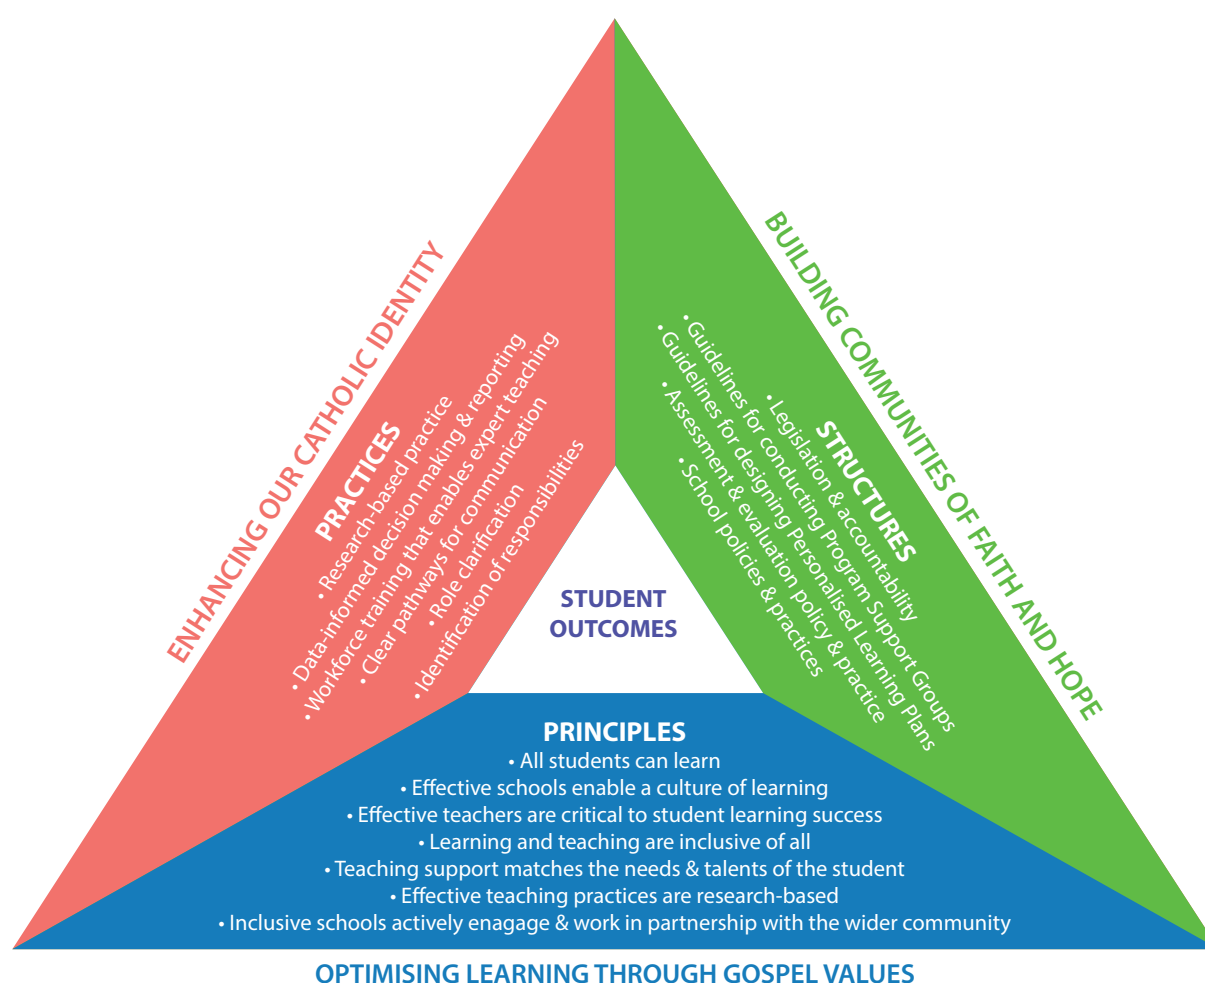 ENHANCING OUR CATHOLIC IDENTITY
PRACTICES
• Research-based practice
• Data-informed decision making & reporting
• Workforce training that enables expert teaching
• Clear pathways for communication
• Role clarification
• Identification of responsibilities
BUILDING COMMUNITIES OF FAITH AND HOPE
STRUCTURES
• Legislation & accountability
• Guidelines for conducting Program Support Groups
• Guidelines for designing Personalised Learning Plans
• Assessment & evaluation policy & practice
• School policies & practices
STUDENT
OUTCOMES
PRINCIPLES
• All students can learn
• Effective schools enable a culture of learning
• Effective teachers are critical to student learning success
• Learning and teaching are inclusive of all
• Teaching support matches the needs & talents of the student
• Effective teaching practices are research-based
• Inclusive schools actively enagage & work in partnership with the wider community
OPTIMISING LEARNING THROUGH GOSPEL VALUES